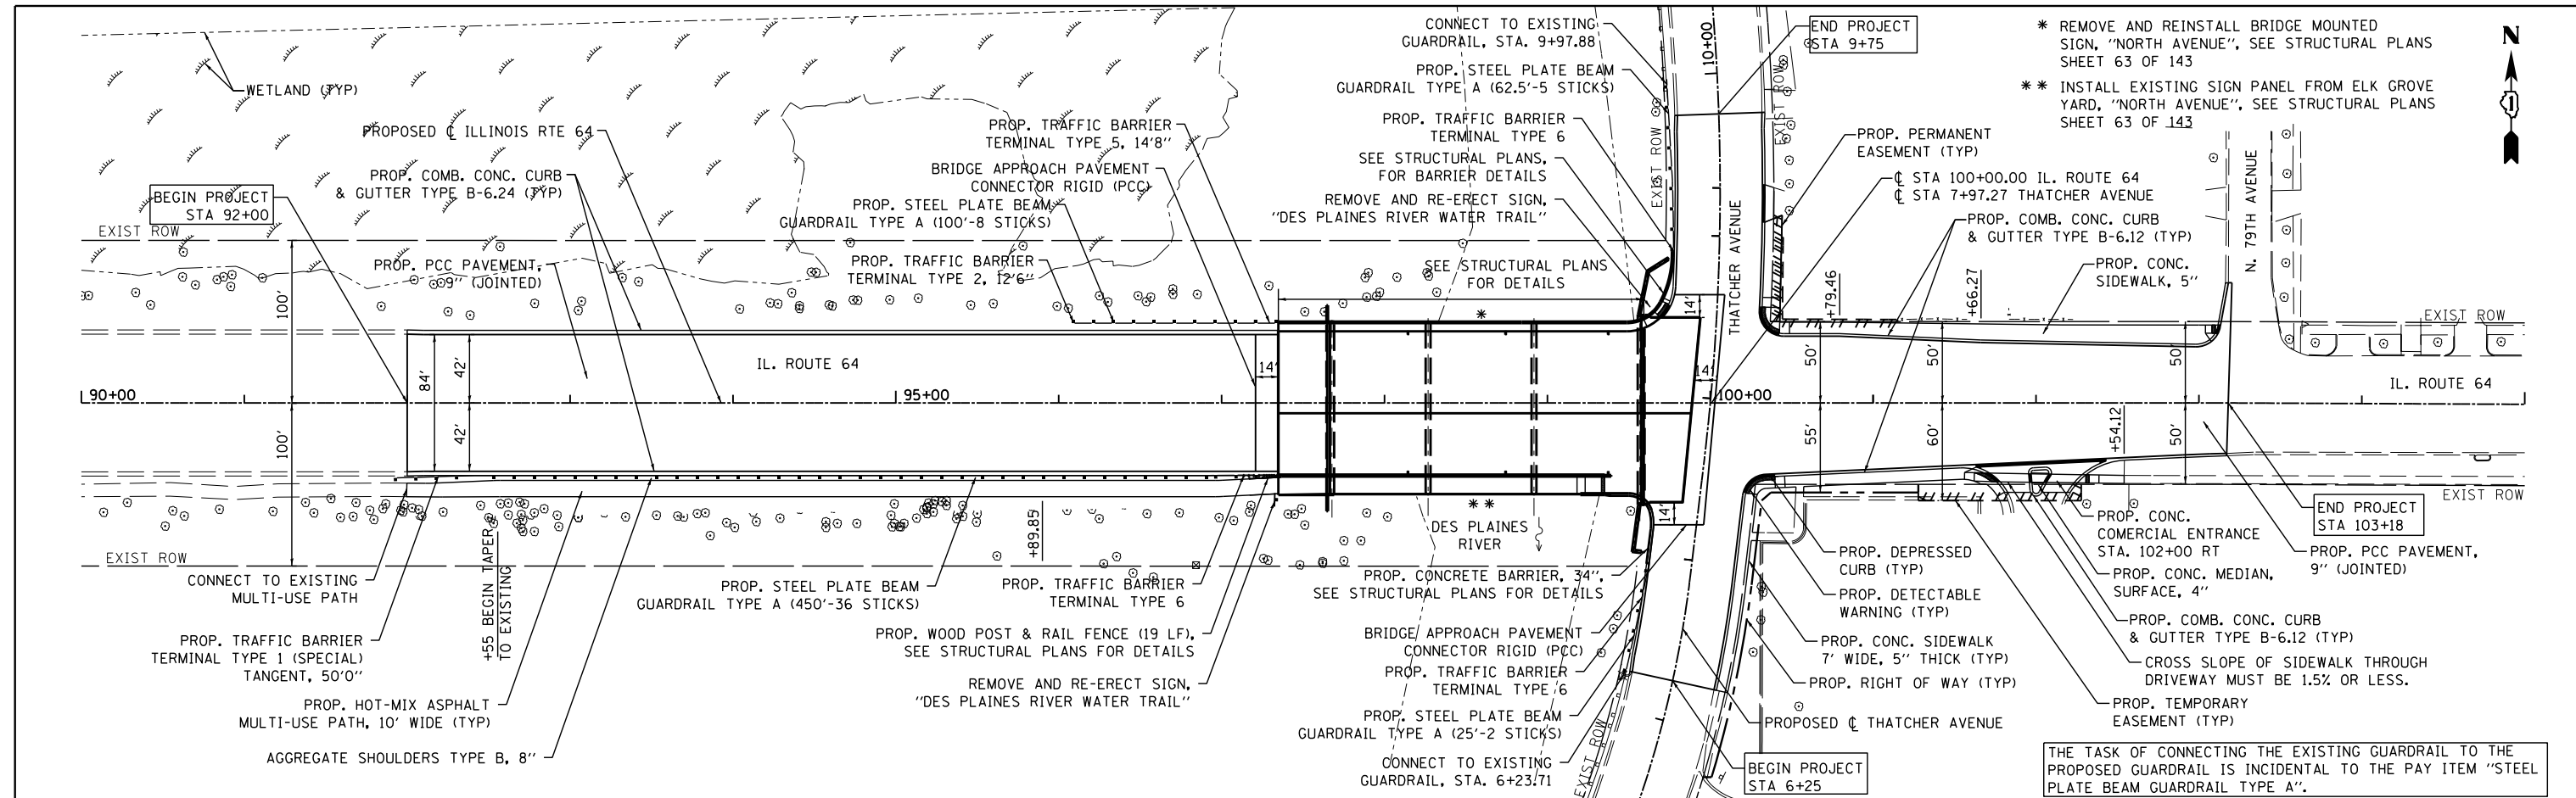 CONNECT TO EXISTING
GUARDRAIL, STA. 9+97.88
PROP. STEEL PLATE BEAM
GUARDRAIL TYPE A (62.5'-5 STICKS)
PROP. TRAFFIC BARRIER
TERMINAL TYPE 6
SEE STRUCTURAL PLANS,
FOR BARRIER DETAILS
REMOVE AND RE-ERECT SIGN,
"DES PLAINES RIVER WATER TRAIL"
SEE STRUCTURAL PLANS
FOR DETAILS
10+00
END PROJECT
STA 9+75
* REMOVE AND REINSTALL BRIDGE MOUNTED
SIGN, "NORTH AVENUE", SEE STRUCTURAL PLANS
SHEET 63 OF 143
** INSTALL EXISTING SIGN PANEL FROM ELK GROVE
YARD, "NORTH AVENUE", SEE STRUCTURAL PLANS
SHEET 63 OF 143
N
1
WETLAND (TYP)
PROPOSED ℄ ILLINOIS RTE 64
PROP. COMB. CONC. CURB
& GUTTER TYPE B-6.24 (TYP)
BEGIN PROJECT
STA 92+00
EXIST ROW
PROP. PCC PAVEMENT,
9" (JOINTED)
PROP. TRAFFIC BARRIER
TERMINAL TYPE 5, 14'8"
BRIDGE APPROACH PAVEMENT
CONNECTOR RIGID (PCC)
PROP. STEEL PLATE BEAM
GUARDRAIL TYPE A (100'-8 STICKS)
PROP. TRAFFIC BARRIER
TERMINAL TYPE 2, 12'6"
EXIST ROW
EXIST ROW
THATCHER AVENUE
PROP. PERMANENT
EASEMENT (TYP)
℄ STA 100+00.00 IL. ROUTE 64
℄ STA 7+97.27 THATCHER AVENUE
PROP. COMB. CONC. CURB
& GUTTER TYPE B-6.12 (TYP)
PROP. CONC.
SIDEWALK, 5"
N. 79TH AVENUE
+79.46
+66.27
EXIST ROW
100'
100'
84'
42'
42'
IL. ROUTE 64
14'
*
14'
14'
14'
50'
50'
50'
55'
60'
50'
+54.12
90+00
95+00
100+00
IL. ROUTE 64
EXIST ROW
EXIST ROW
+55 BEGIN TAPER
TO EXISTING
+89.85
**
DES PLAINES
RIVER
CONNECT TO EXISTING
MULTI-USE PATH
PROP. TRAFFIC BARRIER
TERMINAL TYPE 1 (SPECIAL)
TANGENT, 50'0"
PROP. HOT-MIX ASPHALT
MULTI-USE PATH, 10' WIDE (TYP)
AGGREGATE SHOULDERS TYPE B, 8"
PROP. STEEL PLATE BEAM
GUARDRAIL TYPE A (450'-36 STICKS)
PROP. TRAFFIC BARRIER
TERMINAL TYPE 6
PROP. WOOD POST & RAIL FENCE (19 LF),
SEE STRUCTURAL PLANS FOR DETAILS
REMOVE AND RE-ERECT SIGN,
"DES PLAINES RIVER WATER TRAIL"
PROP. CONCRETE BARRIER, 34",
SEE STRUCTURAL PLANS FOR DETAILS
BRIDGE APPROACH PAVEMENT
CONNECTOR RIGID (PCC)
PROP. TRAFFIC BARRIER
TERMINAL TYPE 6
PROP. STEEL PLATE BEAM
GUARDRAIL TYPE A (25'-2 STICKS)
CONNECT TO EXISTING
GUARDRAIL, STA. 6+23.71
EXIST ROW
PROP. DEPRESSED
CURB (TYP)
PROP. DETECTABLE
WARNING (TYP)
PROP. CONC. SIDEWALK
7' WIDE, 5" THICK (TYP)
PROP. RIGHT OF WAY (TYP)
PROPOSED ℄ THATCHER AVENUE
BEGIN PROJECT
STA 6+25
PROP. CONC.
COMERCIAL ENTRANCE
STA. 102+00 RT
PROP. CONC. MEDIAN,
SURFACE, 4"
PROP. COMB. CONC. CURB
& GUTTER TYPE B-6.12 (TYP)
CROSS SLOPE OF SIDEWALK THROUGH
DRIVEWAY MUST BE 1.5% OR LESS.
PROP. TEMPORARY
EASEMENT (TYP)
END PROJECT
STA 103+18
PROP. PCC PAVEMENT,
9" (JOINTED)
THE TASK OF CONNECTING THE EXISTING GUARDRAIL TO THE
PROPOSED GUARDRAIL IS INCIDENTAL TO THE PAY ITEM "STEEL
PLATE BEAM GUARDRAIL TYPE A".